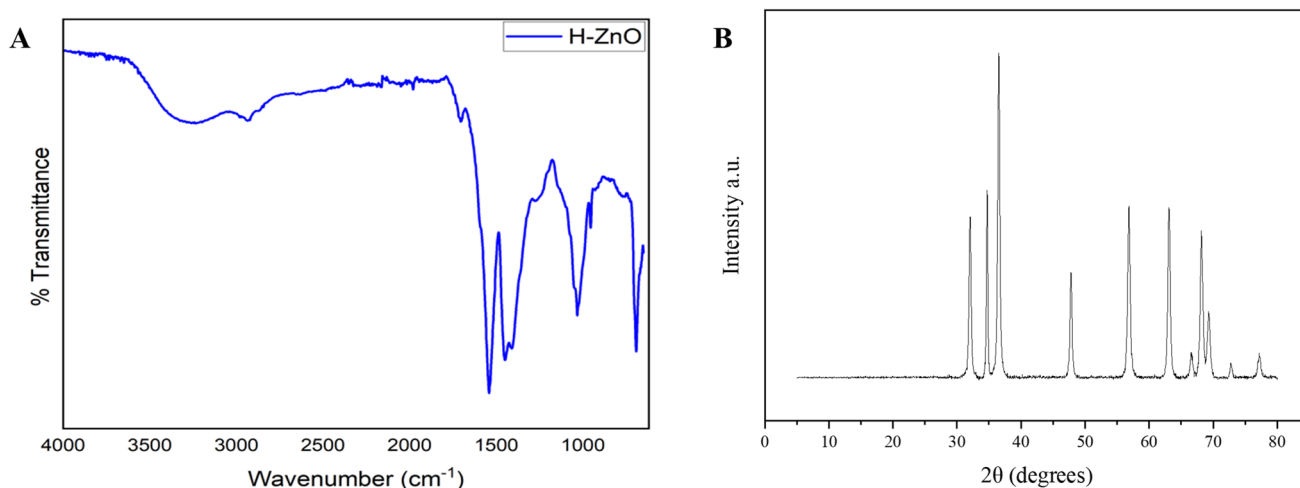 A
H-ZnO
% Transmittance
4000 3500 3000 2500 2000 1500 1000
Wavenumber (cm⁻¹)
B
Intensity a.u.
0 10 20 30 40 50 60 70 80
2θ (degrees)